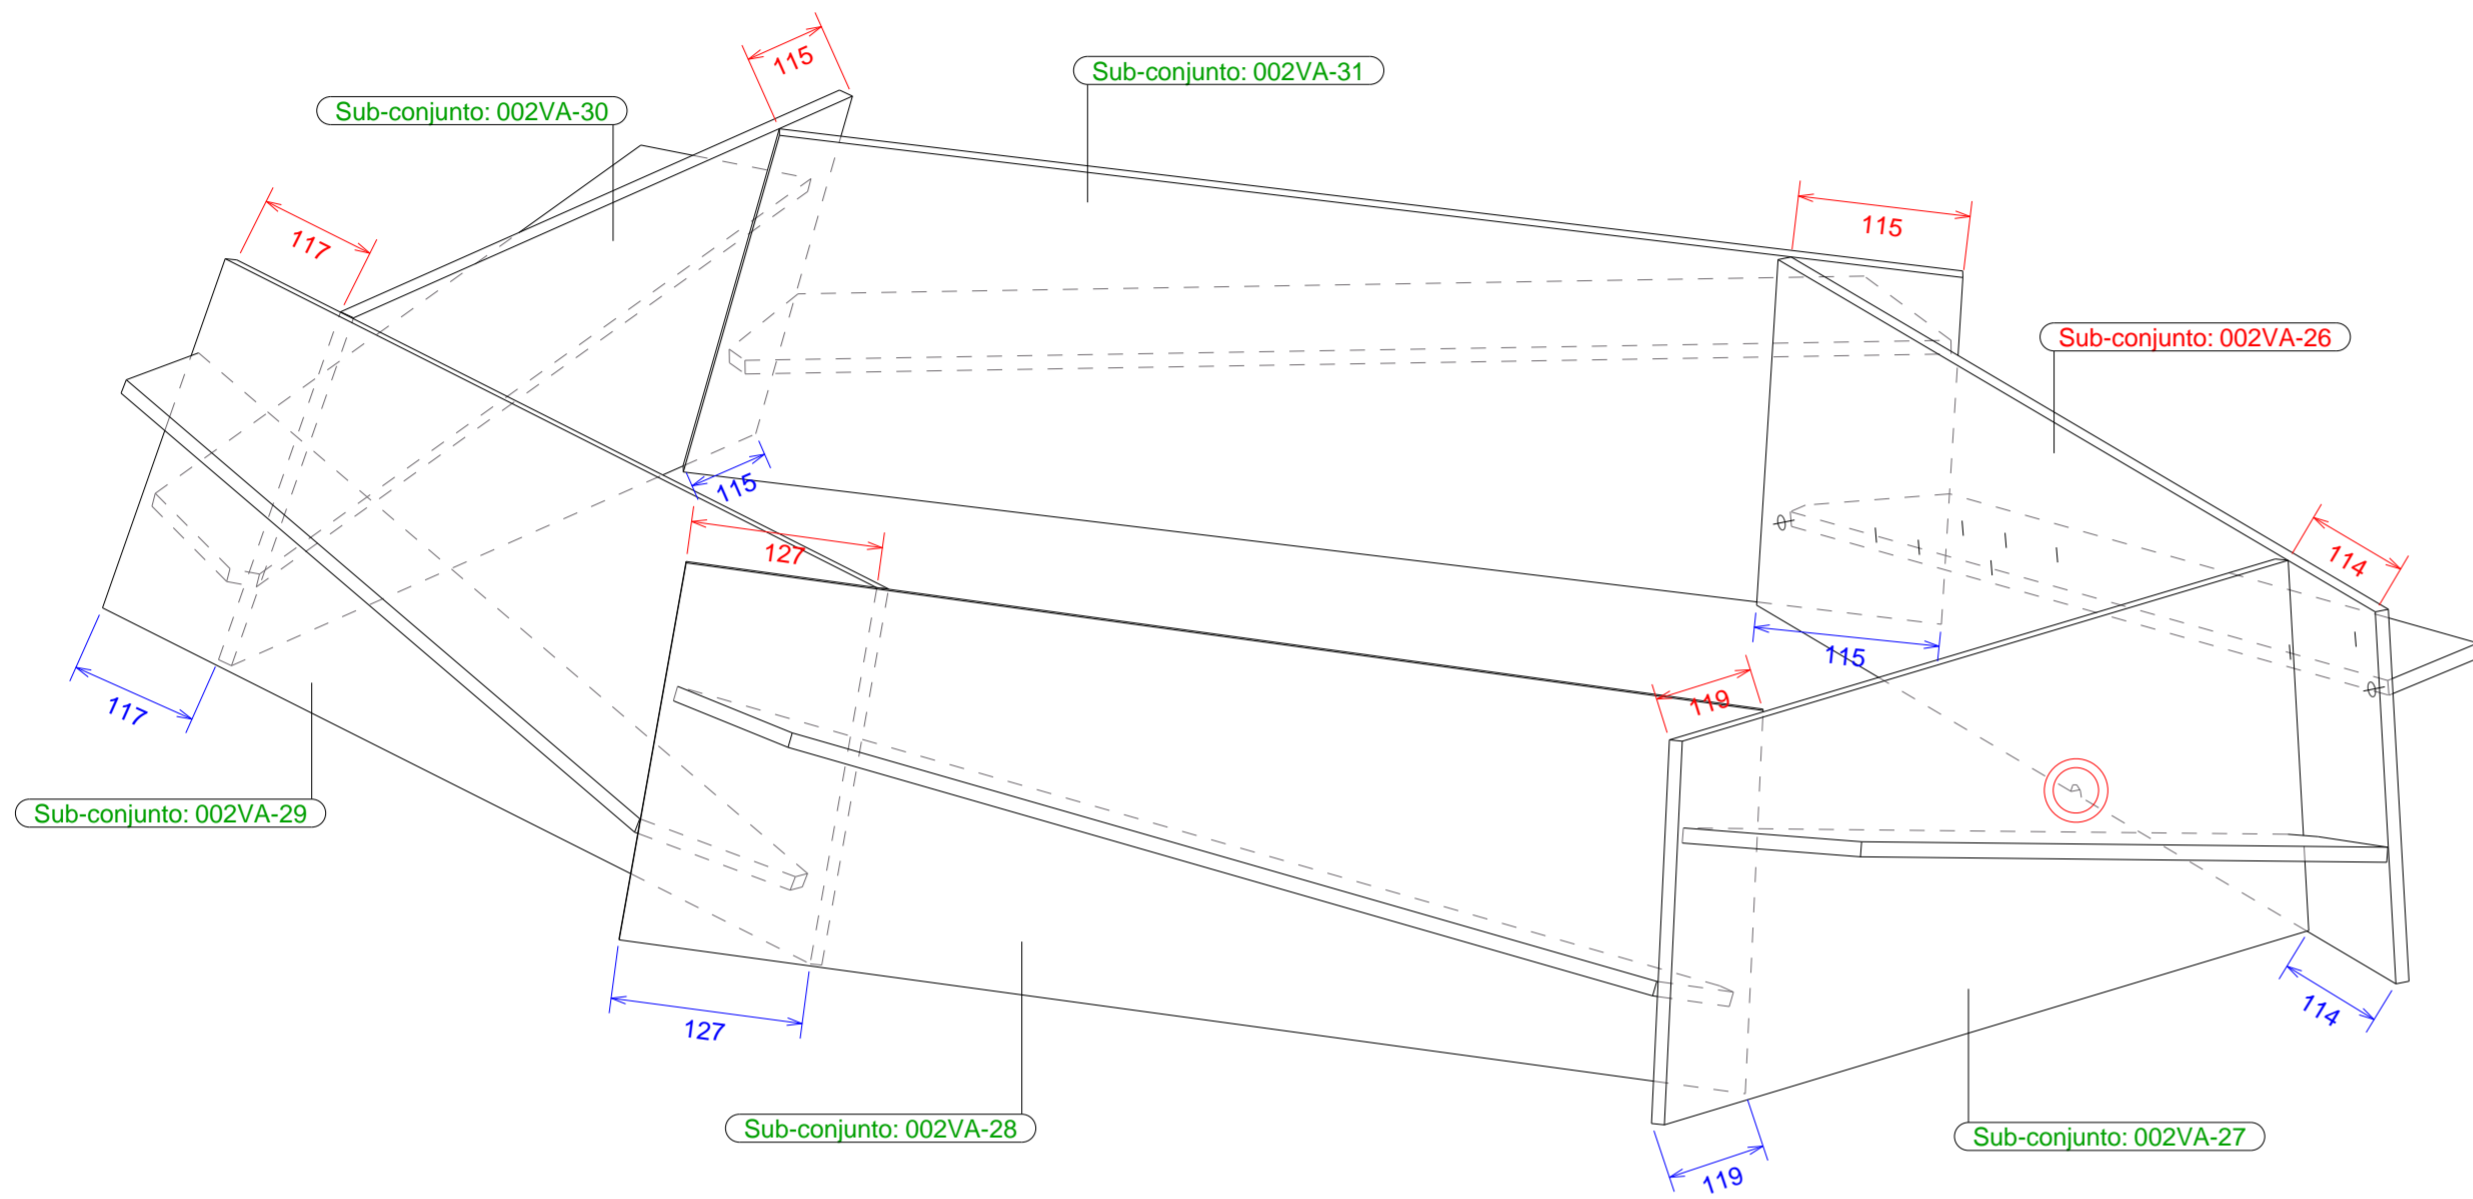 115
Sub-conjunto: 002VA-31
Sub-conjunto: 002VA-30
117
115
Sub-conjunto: 002VA-26
115
127
114
115
119
117
Sub-conjunto: 002VA-29
127
114
Sub-conjunto: 002VA-28
Sub-conjunto: 002VA-27
119